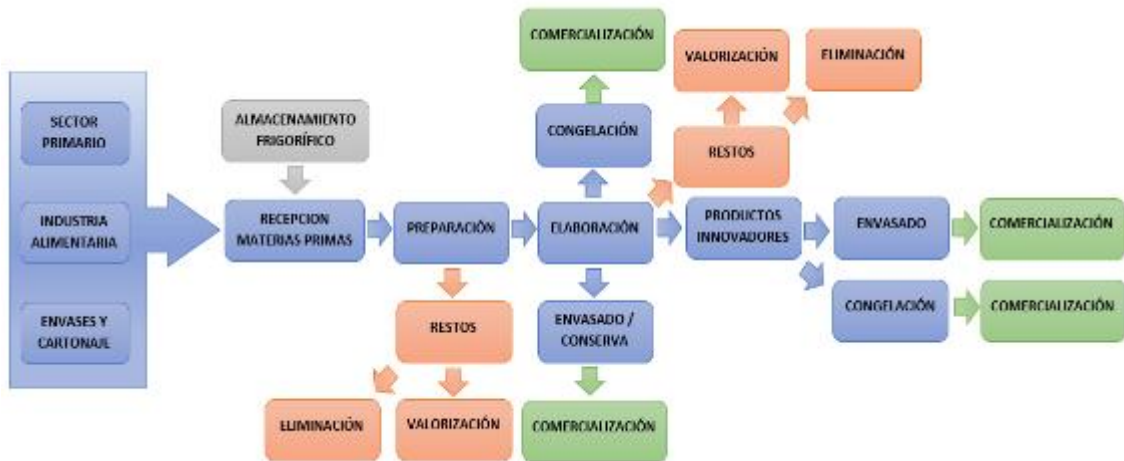 COMERCIALIZACIÓN
VALORIZACIÓN
ELIMINACIÓN
SECTOR
PRIMARIO
ALMACENAMIENTO
FRIGORÍFICO
CONGELACIÓN
RESTOS
INDUSTRIA
ALIMENTARIA
RECEPCION
MATERIAS PRIMAS
PREPARACIÓN
ELABORACIÓN
PRODUCTOS
INNOVADORES
ENVASADO
COMERCIALIZACIÓN
CONGELACIÓN
COMERCIALIZACIÓN
ENVASES Y
CARTONAJE
RESTOS
ENVASADO /
CONSERVA
ELIMINACIÓN
VALORIZACIÓN
COMERCIALIZACIÓN